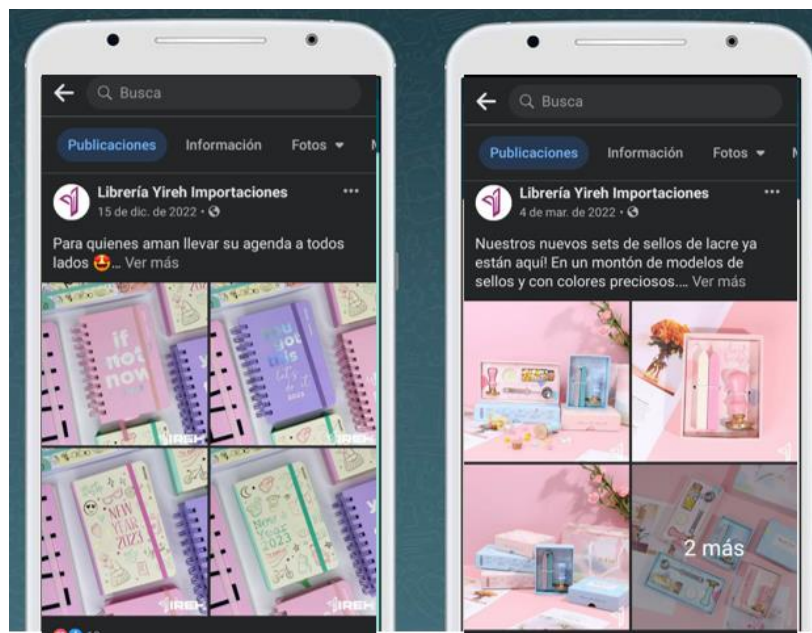 Busca
Publicaciones
Información
Fotos
Librería Yireh Importaciones
15 de dic. de 2022
Para quienes aman llevar su agenda a todos
lados 🤩... Ver más
if
not
now
you
got
this
let's
do it
2023
NEW
YEAR
2023
New
Year
2023
YIREH
Busca
Publicaciones
Información
Fotos
Librería Yireh Importaciones
4 de mar. de 2022
Nuestros nuevos sets de sellos de lacre ya
están aquí! En un montón de modelos de
sellos y con colores preciosos.... Ver más
2 más